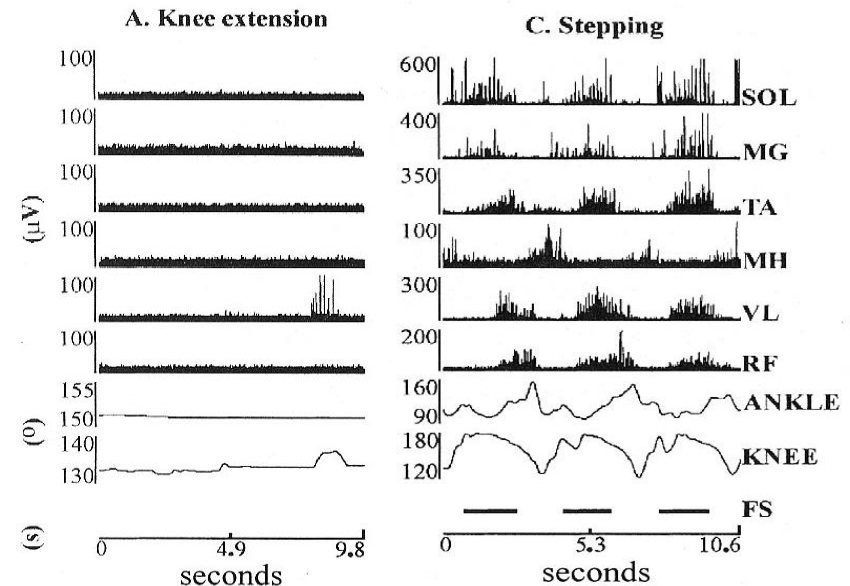 A. Knee extension
C. Stepping
100
600
SOL
100
400
MG
100
350
TA
(μV)
100
100
MH
100
300
VL
100
200
RF
155
150
160
90
ANKLE
(o)
140
130
180
120
KNEE
FS
(s)
0 4.9 9.8
seconds
0 5.3 10.6
seconds